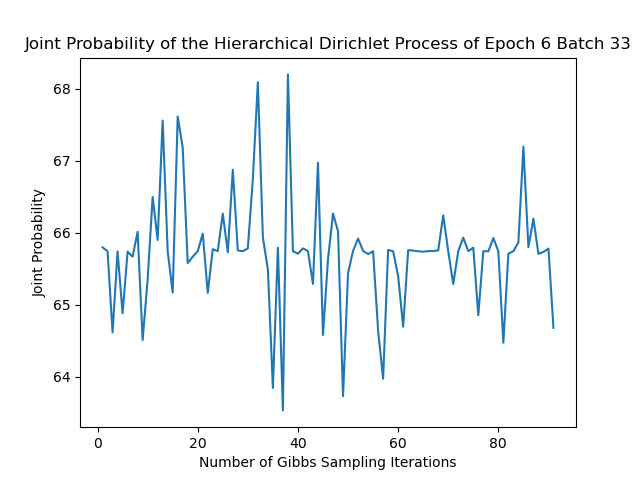 Joint Probability of the Hierarchical Dirichlet Process of Epoch 6 Batch 33
68
67
66
65
64
Joint Probability
0 20 40 60 80
Number of Gibbs Sampling Iterations